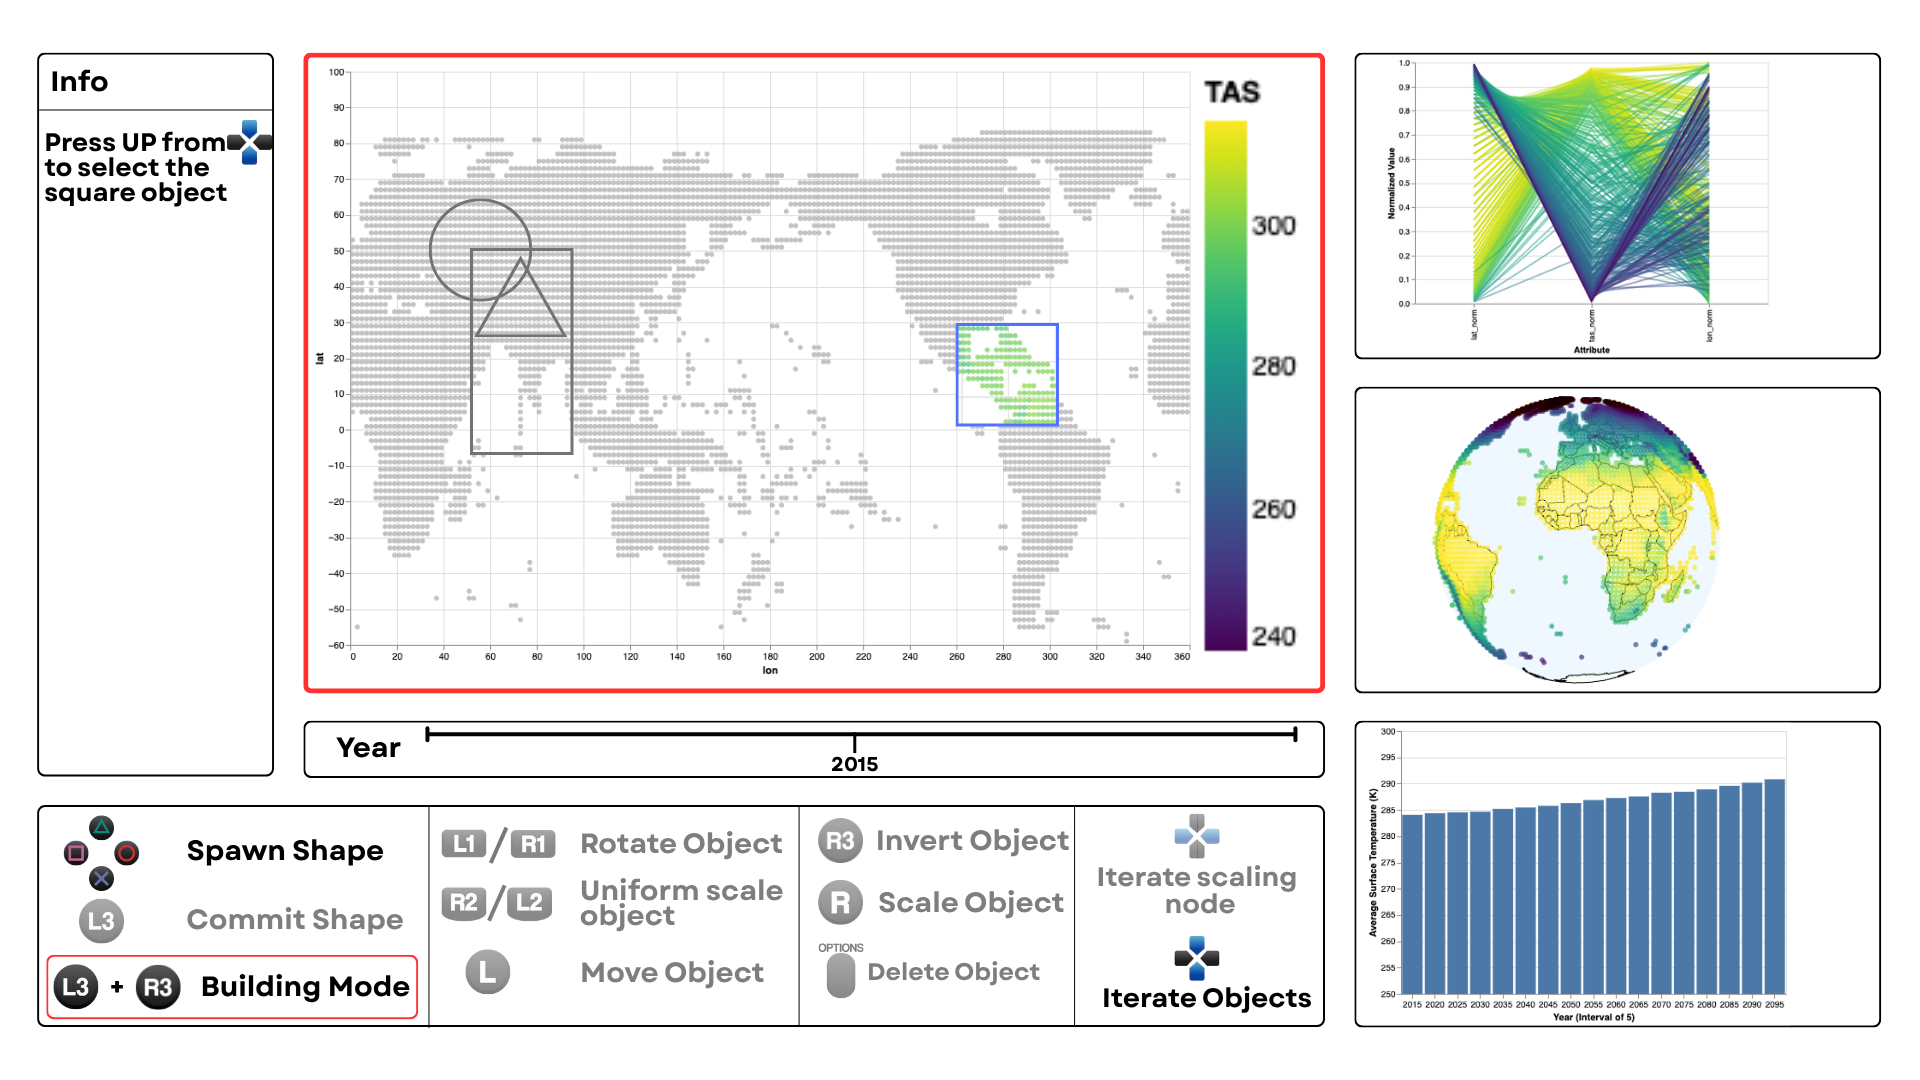 Info
Press UP from
to select the
square object
100
90
80
70
60
50
40
30
20
10
0
−10
−20
−30
−40
−50
−60
lat
0 20 40 60 80 100 120 140 160 180 200 220 240 260 280 300 320 340 360
lon
TAS
300
280
260
240
Year
2015
Spawn Shape
L3 Commit Shape
L3 + R3 Building Mode
L1 / R1 Rotate Object
R2 / L2 Uniform scale
object
L Move Object
R3 Invert Object
R Scale Object
OPTIONS
Delete Object
Iterate scaling
node
Iterate Objects
1.0
0.9
0.8
0.7
0.6
0.5
0.4
0.3
0.2
0.1
0.0
Normalized Value
lat_norm
tas_norm
lon_norm
Attribute
300
295
290
285
280
275
270
265
260
255
250
Average Surface Temperature (K)
2015 2020 2025 2030 2035 2040 2045 2050 2055 2060 2065 2070 2075 2080 2085 2090 2095
Year (Interval of 5)